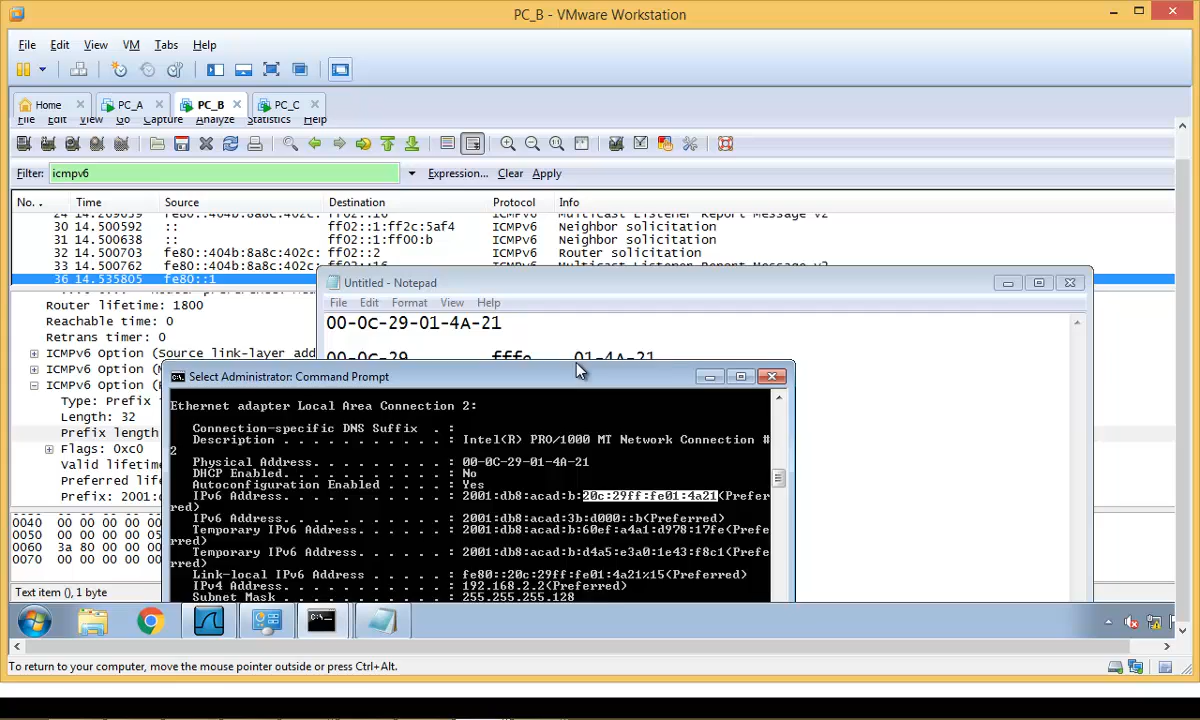 PC_B - VMware Workstation
File Edit View VM Tabs Help
Home PC_A PC_B PC_C
File Edit View Go Capture Analyze Statistics Help
Filter: icmpv6 Expression... Clear Apply
No. . Time Source Destination Protocol Info
24 14.269039 fe80::404b:8a8c:402c: ff02::16 ICMPv6 Multicast Listener Report Message v2
30 14.500592 :: ff02::1:ff2c:5af4 ICMPv6 Neighbor solicitation
31 14.500638 :: ff02::1:ff00:b ICMPv6 Neighbor solicitation
32 14.500703 fe80::404b:8a8c:402c: ff02::2 ICMPv6 Router solicitation
33 14.500762 fe80::404b:8a8c:402c: ff02::16 ICMPv6 Multicast Listener Report Message v2
36 14.535805 fe80::1
Router lifetime: 1800
Reachable time: 0
Retrans timer: 0
ICMPv6 Option (Source link-layer add
ICMPv6 Option (M
ICMPv6 Option (P
Type: Prefix
Length: 32
Prefix length
Flags: 0xc0
Valid lifetime
Preferred life
Prefix: 2001:d
0040 00 00 00 00
0050 00 00 00 05
0060 3a 80 00 00
0070 00 00 00 00
Text item (), 1 byte
Untitled - Notepad
File Edit Format View Help
00-0C-29-01-4A-21
00-0C-29 fffe 01-4A-21
Select Administrator: Command Prompt
Ethernet adapter Local Area Connection 2:
Connection-specific DNS Suffix . :
Description . . . . . . . . . . . : Intel(R) PRO/1000 MT Network Connection #
2
Physical Address. . . . . . . . . : 00-0C-29-01-4A-21
DHCP Enabled. . . . . . . . . . . : No
Autoconfiguration Enabled . . . . : Yes
IPv6 Address. . . . . . . . . . . : 2001:db8:acad:b:20c:29ff:fe01:4a21(Prefer
red)
IPv6 Address. . . . . . . . . . . : 2001:db8:acad:3b:d000::b(Preferred)
Temporary IPv6 Address. . . . . . : 2001:db8:acad:b:60ef:a4a1:d978:17fe(Prefe
rred)
Temporary IPv6 Address. . . . . . : 2001:db8:acad:b:d4a5:e3a0:1e43:f8c1(Prefe
rred)
Link-local IPv6 Address . . . . . : fe80::20c:29ff:fe01:4a21%15(Preferred)
IPv4 Address. . . . . . . . . . . : 192.168.2.2(Preferred)
Subnet Mask . . . . . . . . . . . : 255.255.255.128
To return to your computer, move the mouse pointer outside or press Ctrl+Alt.